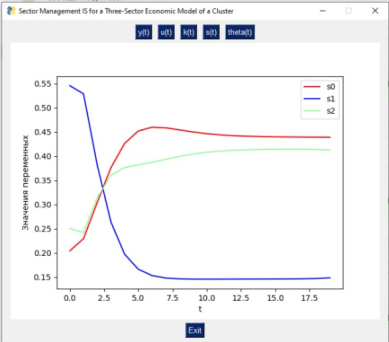 Sector Management IS for a Three-Sector Economic Model of a Cluster
y(t) u(t) k(t) s(t) theta(t)
s0
s1
s2
0.55
0.50
0.45
0.40
0.35
0.30
0.25
0.20
0.15
Значения переменных
0.0 2.5 5.0 7.5 10.0 12.5 15.0 17.5
t
Exit